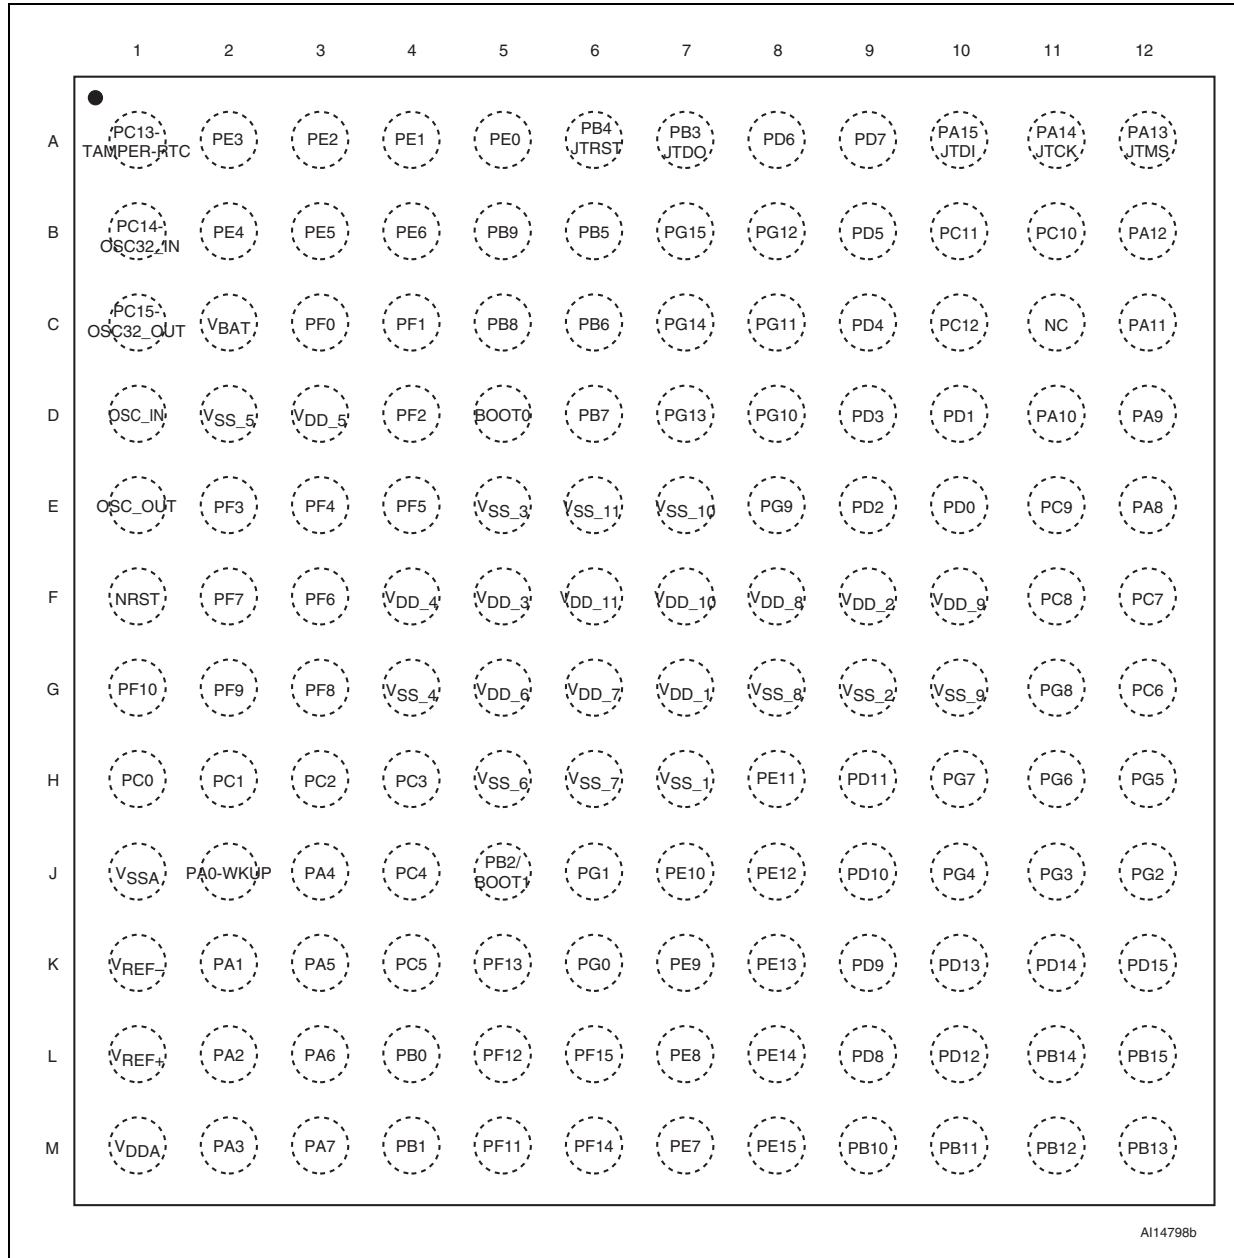 1 2 3 4 5 6 7 8 9 10 11 12
A PC13-TAMPER-RTC PE3 PE2 PE1 PE0 PB4 JTRST PB3 JTDO PD6 PD7 PA15 JTDI PA14 JTCK PA13 JTMS
B PC14-OSC32_IN PE4 PE5 PE6 PB9 PB5 PG15 PG12 PD5 PC11 PC10 PA12
C PC15-OSC32_OUT VBAT PF0 PF1 PB8 PB6 PG14 PG11 PD4 PC12 NC PA11
D OSC_IN VSS_5 VDD_5 PF2 BOOT0 PB7 PG13 PG10 PD3 PD1 PA10 PA9
E OSC_OUT PF3 PF4 PF5 VSS_3 VSS_11 VSS_10 PG9 PD2 PD0 PC9 PA8
F NRST PF7 PF6 VDD_4 VDD_3 VDD_11 VDD_10 VDD_8 VDD_2 VDD_9 PC8 PC7
G PF10 PF9 PF8 VSS_4 VDD_6 VDD_7 VDD_1 VSS_8 VSS_2 VSS_9 PG8 PC6
H PC0 PC1 PC2 PC3 VSS_6 VSS_7 VSS_1 PE11 PD11 PG7 PG6 PG5
J VSSA PA0-WKUP PA4 PC4 PB2/BOOT1 PG1 PE10 PE12 PD10 PG4 PG3 PG2
K VREF– PA1 PA5 PC5 PF13 PG0 PE9 PE13 PD9 PD13 PD14 PD15
L VREF+ PA2 PA6 PB0 PF12 PF15 PE8 PE14 PD8 PD12 PB14 PB15
M VDDA PA3 PA7 PB1 PF11 PF14 PE7 PE15 PB10 PB11 PB12 PB13
AI14798b